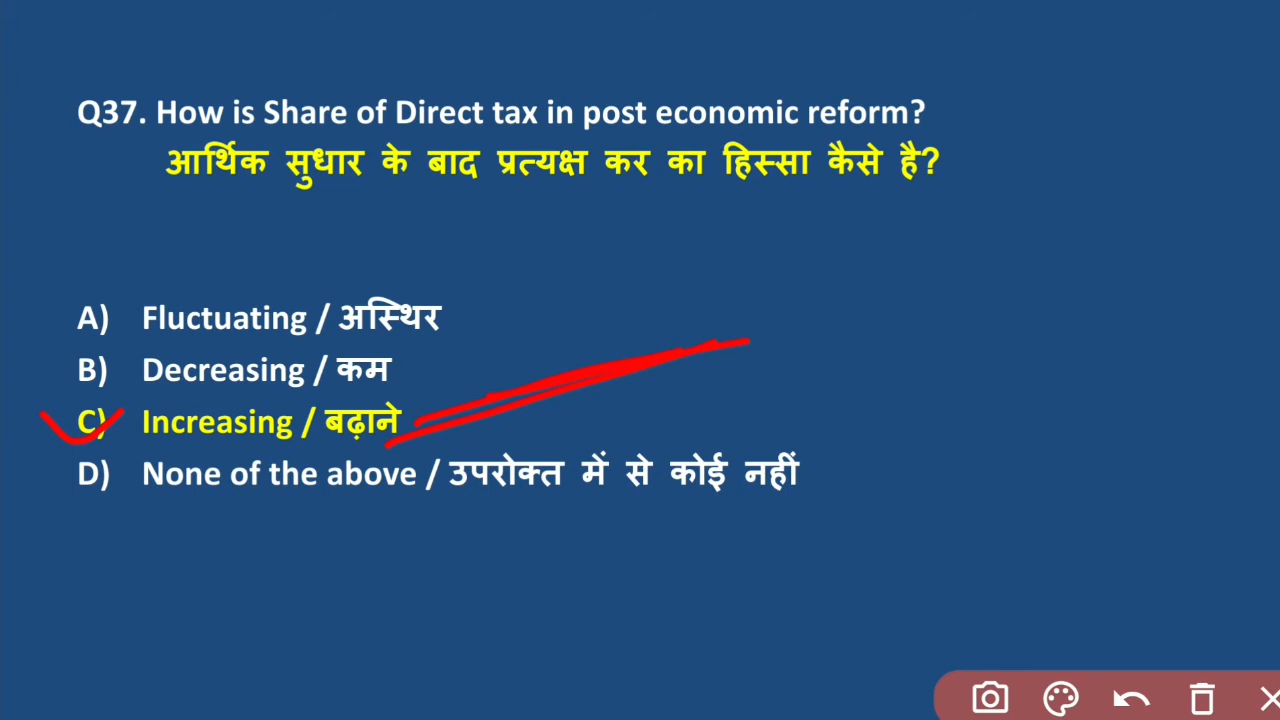 Q37. How is Share of Direct tax in post economic reform?
आर्थिक सुधार के बाद प्रत्यक्ष कर का हिस्सा कैसे है?
A) Fluctuating / अस्थिर
B) Decreasing / कम
C) Increasing / बढ़ाने
D) None of the above / उपरोक्त में से कोई नहीं